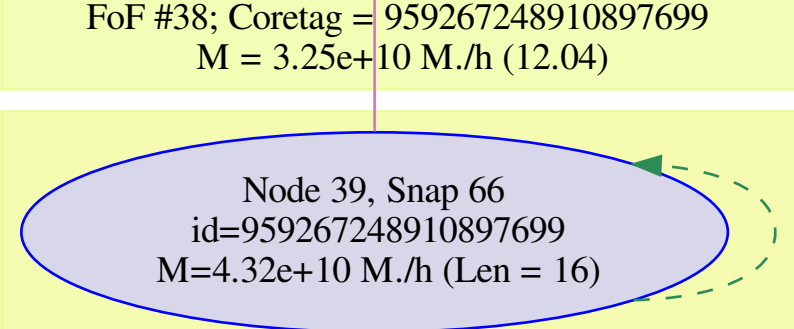 FoF #38; Coretag = 959267248910897699
M = 3.25e+10 M./h (12.04)
Node 39, Snap 66
id=959267248910897699
M=4.32e+10 M./h (Len = 16)